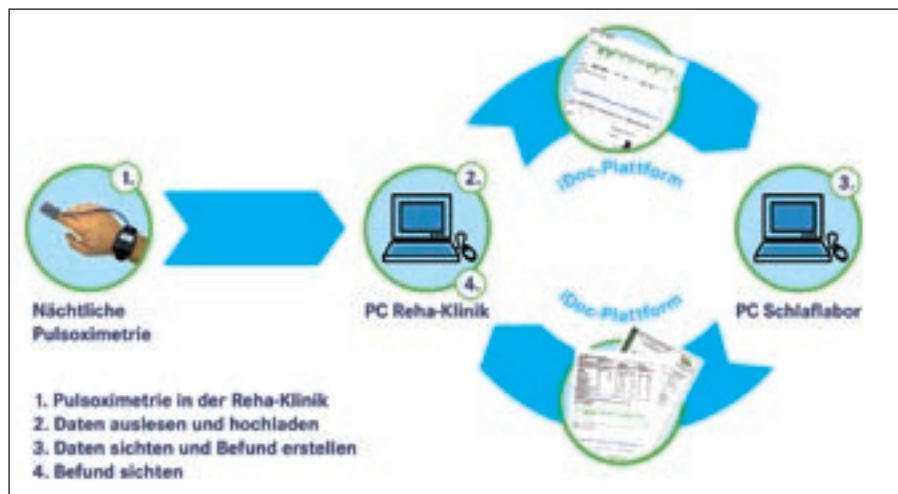 1.
Nächtliche
Pulsoximetrie
2.
4.
PC Reha-Klinik
iDoc-Plattform
iDoc-Plattform
3.
PC Schlaflabor
1. Pulsoximetrie in der Reha-Klinik
2. Daten auslesen und hochladen
3. Daten sichten und Befund erstellen
4. Befund sichten